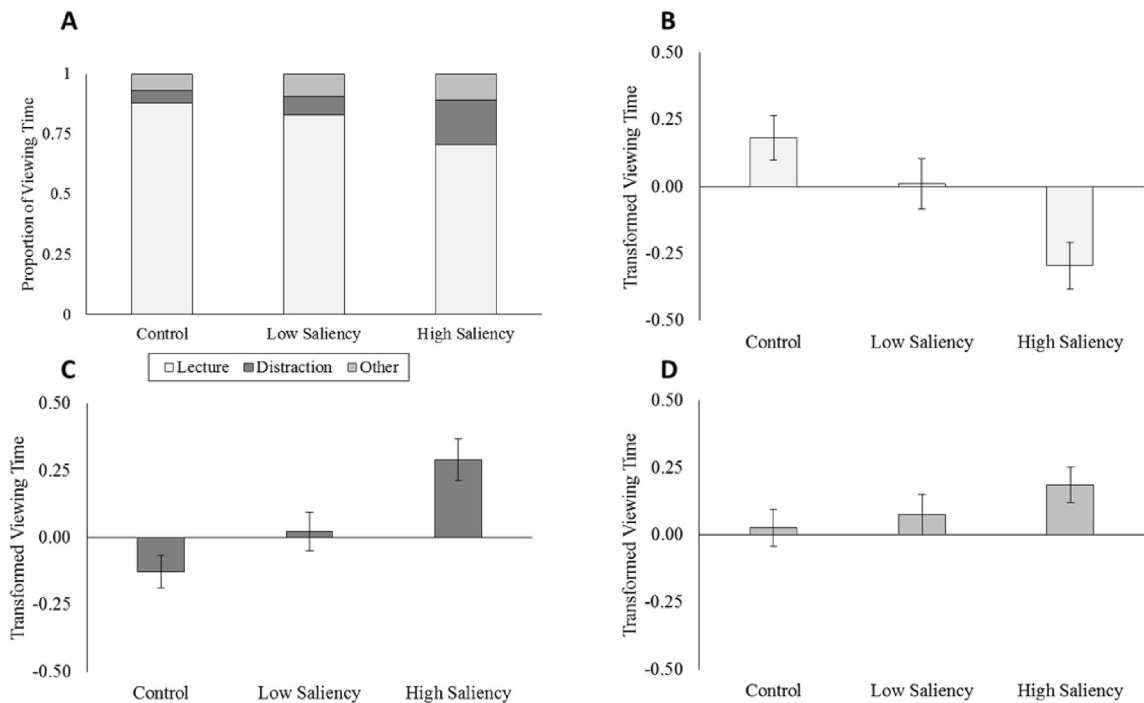 A
Proportion of Viewing Time
1
0.75
0.5
0.25
0
Control Low Saliency High Saliency
Lecture Distraction Other
B
Transformed Viewing Time
0.50
0.25
0.00
-0.25
-0.50
Control Low Saliency High Saliency
C
Transformed Viewing Time
0.50
0.25
0.00
-0.25
-0.50
Control Low Saliency High Saliency
D
Transformed Viewing Time
0.50
0.25
0.00
-0.25
-0.50
Control Low Saliency High Saliency